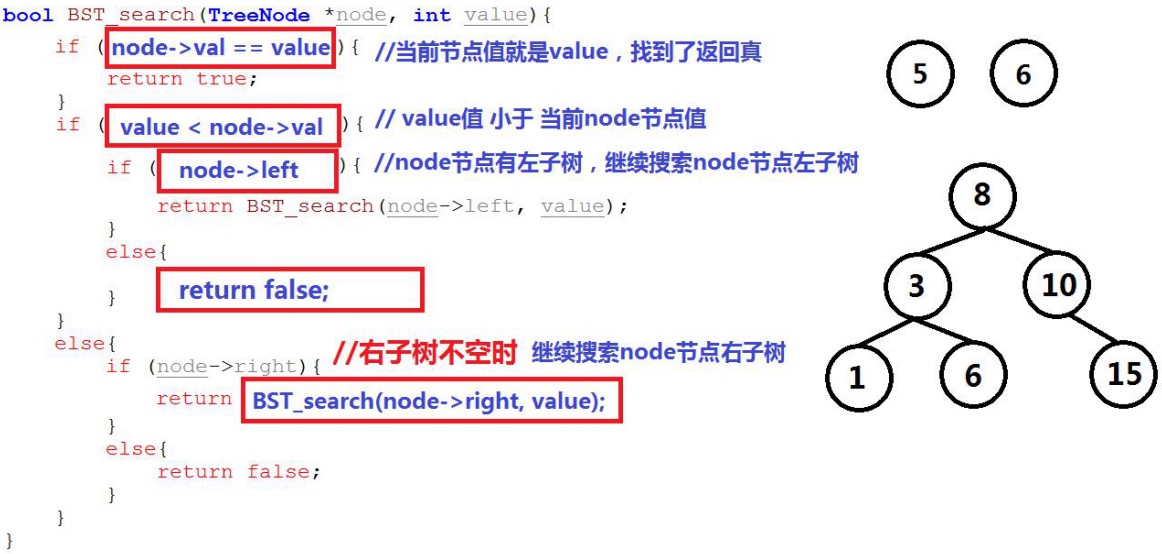 bool BST_search(TreeNode *node, int value){
if ( node->val == value ){ //当前节点值就是value，找到了返回真
return true;
}
if ( value < node->val ){ // value值 小于 当前node节点值
if ( node->left ){ //node节点有左子树，继续搜索node节点左子树
return BST_search(node->left, value);
}
else{
return false;
}
}
else{
if (node->right){ //右子树不空时 继续搜索node节点右子树
return BST_search(node->right, value);
}
else{
return false;
}
}
}
5 6
8
3 10
1 6 15